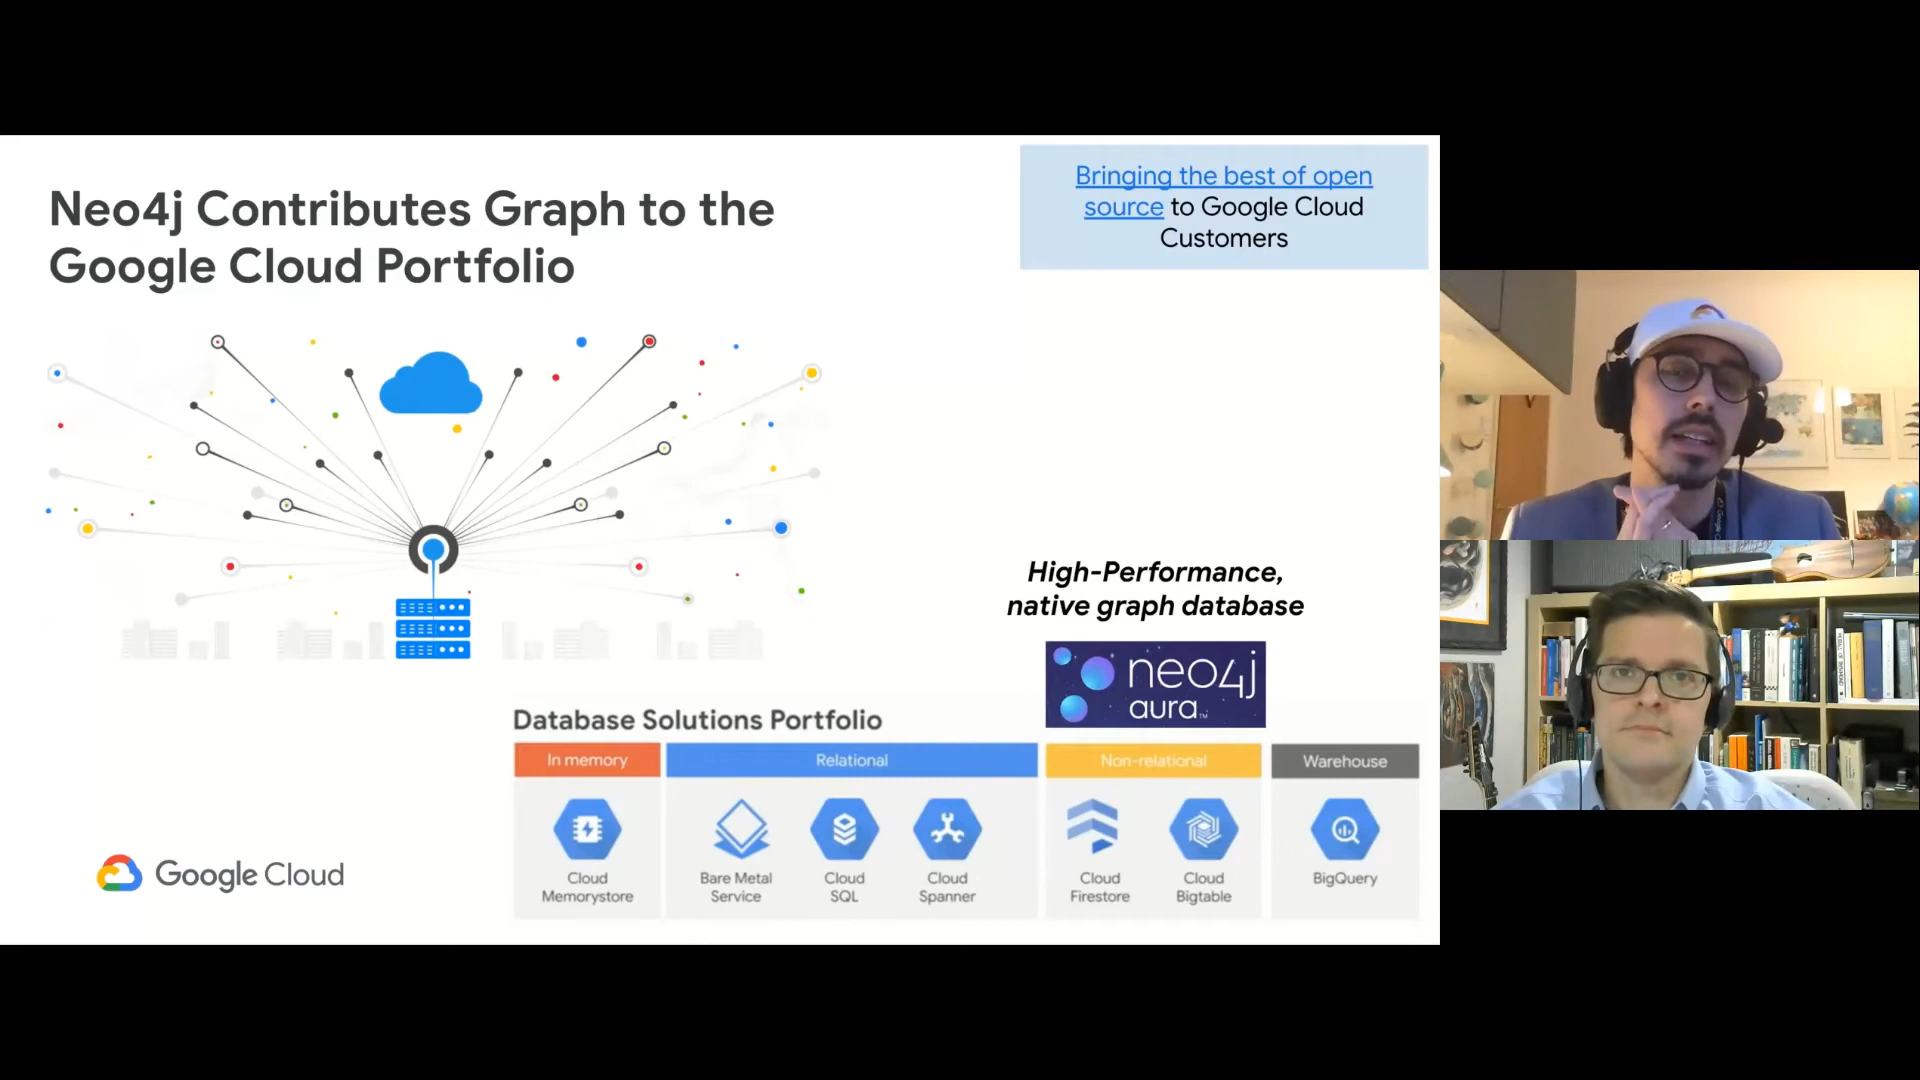 Neo4j Contributes Graph to the
Google Cloud Portfolio
Bringing the best of open
source to Google Cloud
Customers
High-Performance,
native graph database
neo4j
aura™
Database Solutions Portfolio
In memory
Relational
Non-relational
Warehouse
Cloud
Memorystore
Bare Metal
Service
Cloud
SQL
Cloud
Spanner
Cloud
Firestore
Cloud
Bigtable
BigQuery
Google Cloud